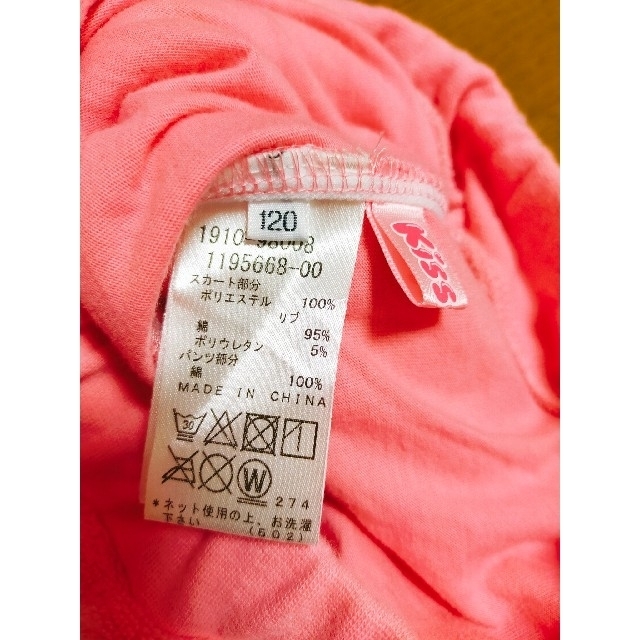 120
Kiss
1910-98008
1195668-00
スカート部分
ポリエステル 100%
リブ
綿 95%
ポリウレタン 5%
パンツ部分
綿 100%
MADE IN CHINA
30
W
274
*ネット使用の上、お洗濯
下さい (502)